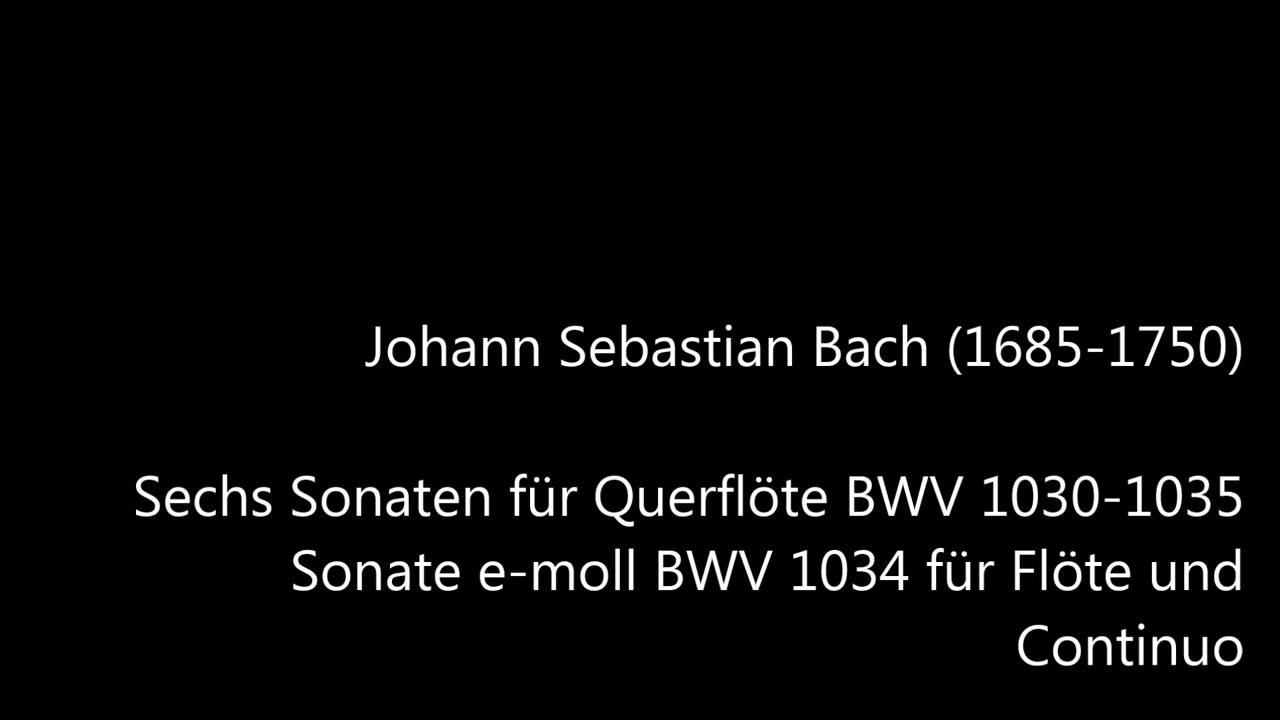 Johann Sebastian Bach (1685-1750)
Sechs Sonaten für Querflöte BWV 1030-1035
Sonate e-moll BWV 1034 für Flöte und
Continuo